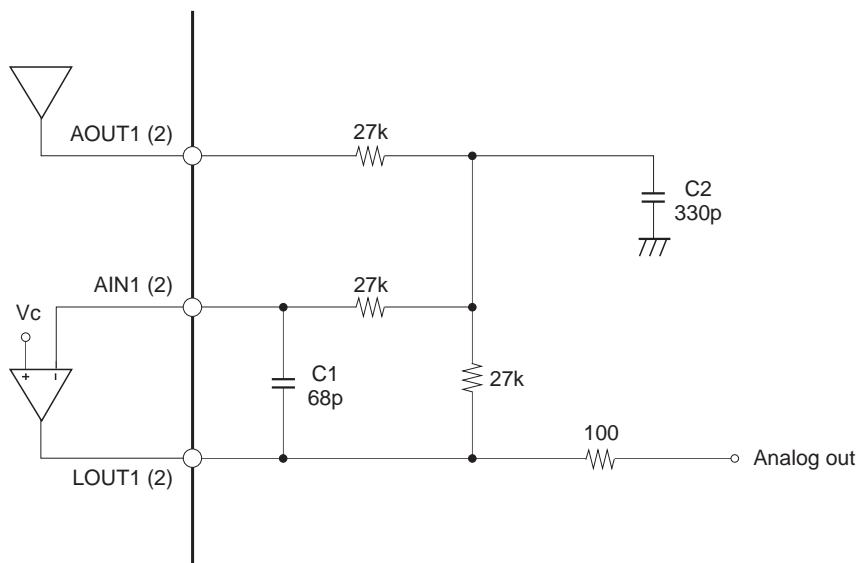 AOUT1 (2)
27k
C2
330p
AIN1 (2)
27k
Vc
+
–
C1
68p
27k
100
LOUT1 (2)
Analog out